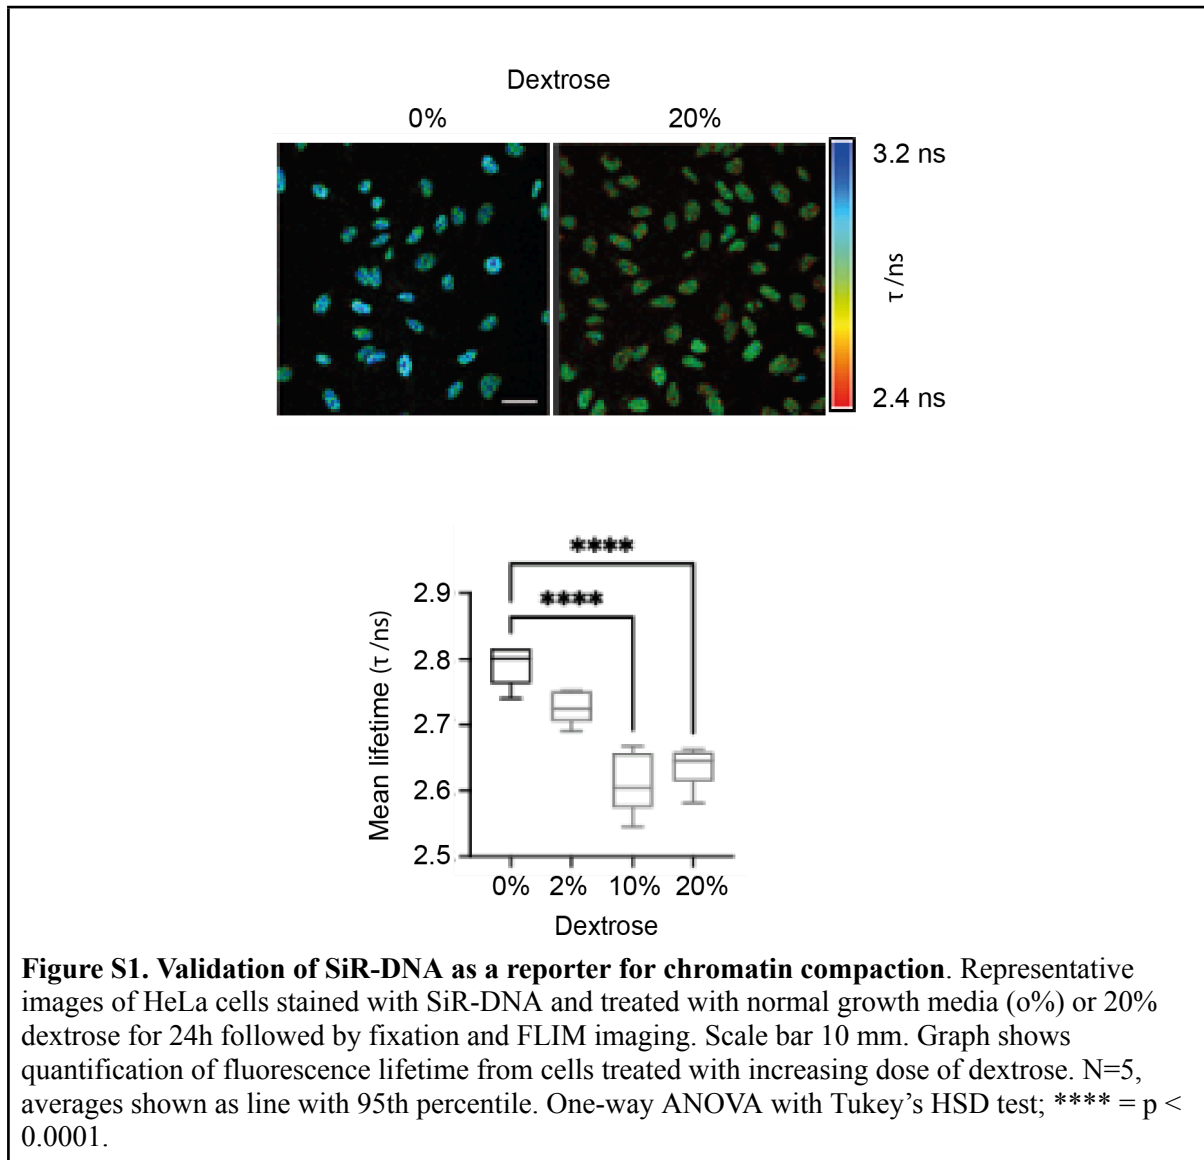 Dextrose
0% 20%
3.2 ns
τ /ns
2.4 ns
****
****
2.9
2.8
2.7
2.6
2.5
Mean lifetime (τ /ns)
0% 2% 10% 20%
Dextrose
Figure S1. Validation of SiR-DNA as a reporter for chromatin compaction. Representative
images of HeLa cells stained with SiR-DNA and treated with normal growth media (o%) or 20%
dextrose for 24h followed by fixation and FLIM imaging. Scale bar 10 mm. Graph shows
quantification of fluorescence lifetime from cells treated with increasing dose of dextrose. N=5,
averages shown as line with 95th percentile. One-way ANOVA with Tukey’s HSD test; **** = p <
0.0001.